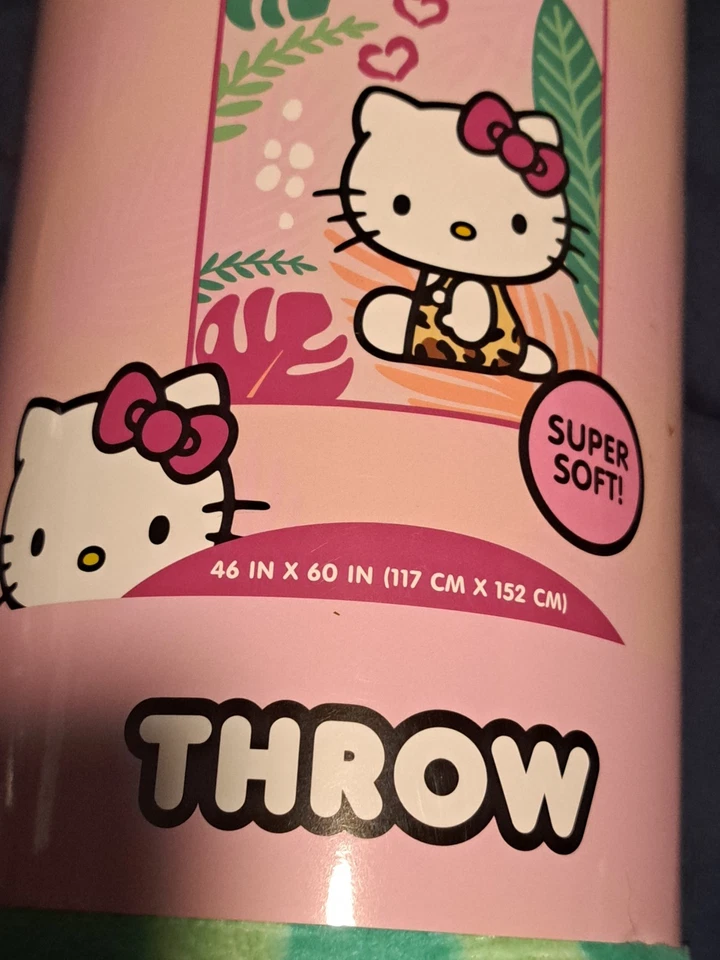 SUPER
SOFT!
46 IN X 60 IN (117 CM X 152 CM)
THROW